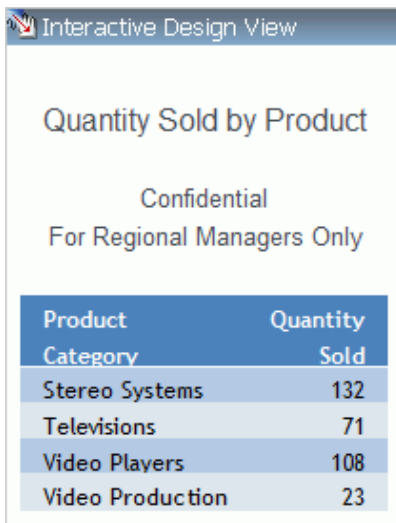 Interactive Design View
Quantity Sold by Product
Confidential
For Regional Managers Only
Product Quantity
Category Sold
Stereo Systems 132
Televisions 71
Video Players 108
Video Production 23